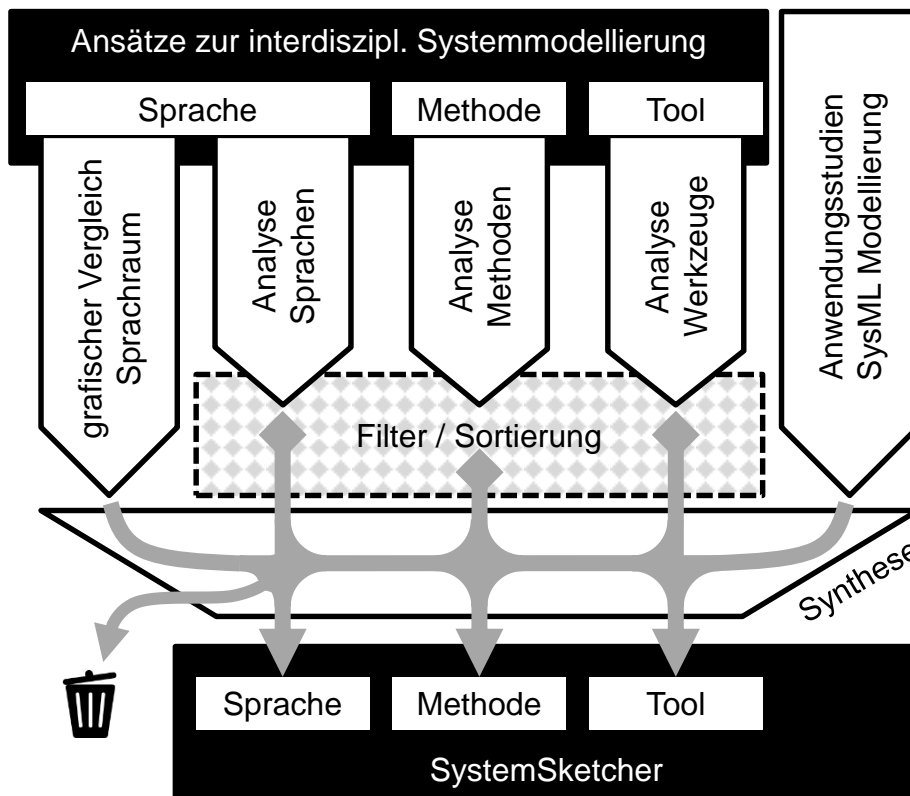 Ansätze zur interdiszipl. Systemmodellierung
Sprache
Methode
Tool
grafischer Vergleich
Sprachraum
Analyse
Sprachen
Analyse
Methoden
Analyse
Werkzeuge
Anwendungsstudien
SysML Modellierung
Filter / Sortierung
Synthese
Sprache
Methode
Tool
SystemSketcher